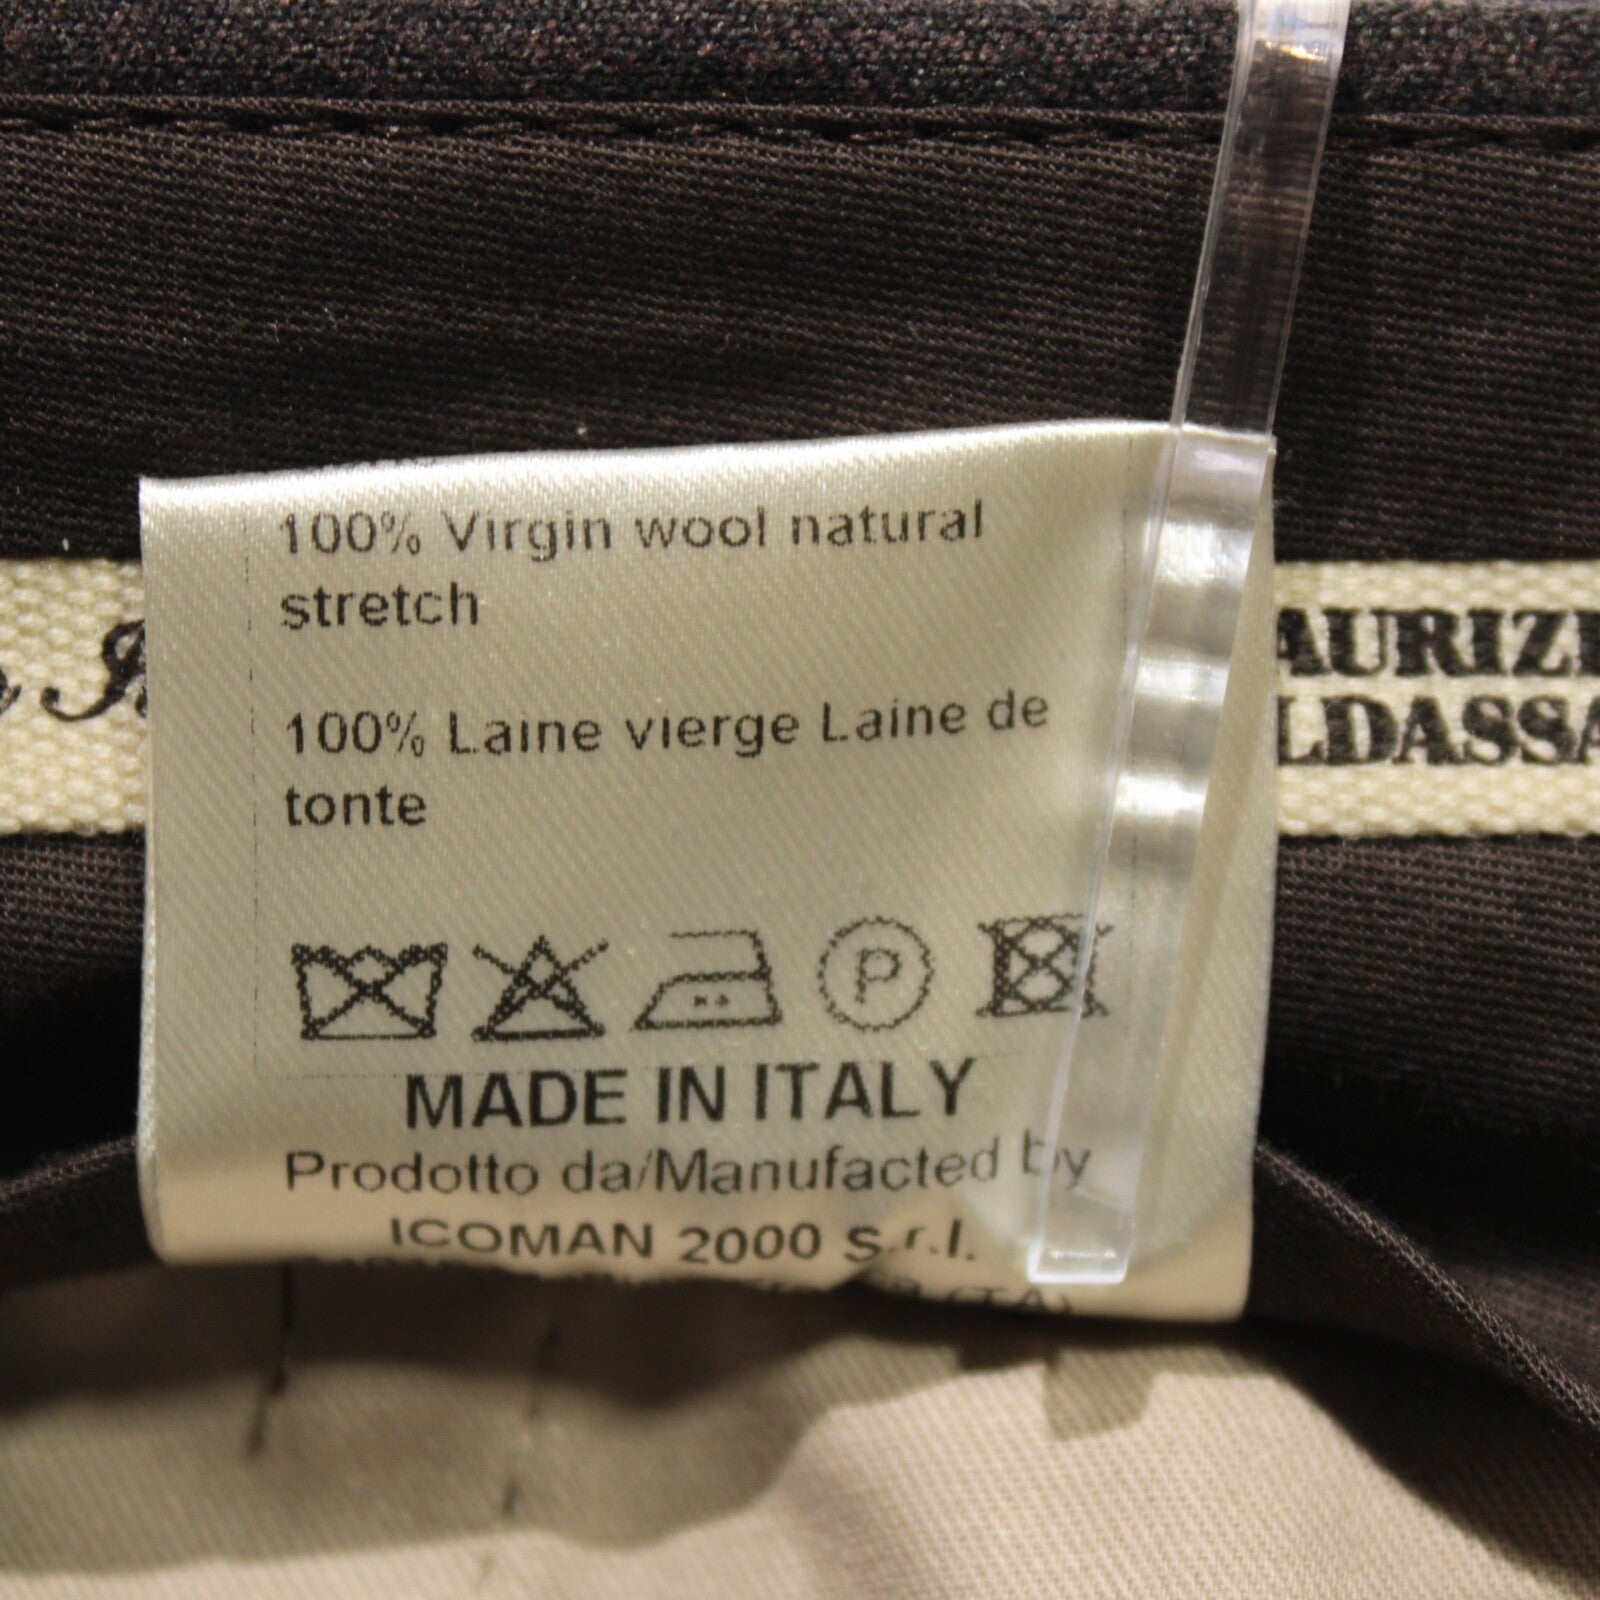 100% Virgin wool natural
stretch
AURIZI
LDASSA
100% Laine vierge Laine de
tonte
P
MADE IN ITALY
Prodotto da/Manufacted by
ICOMAN 2000 s.r.l.